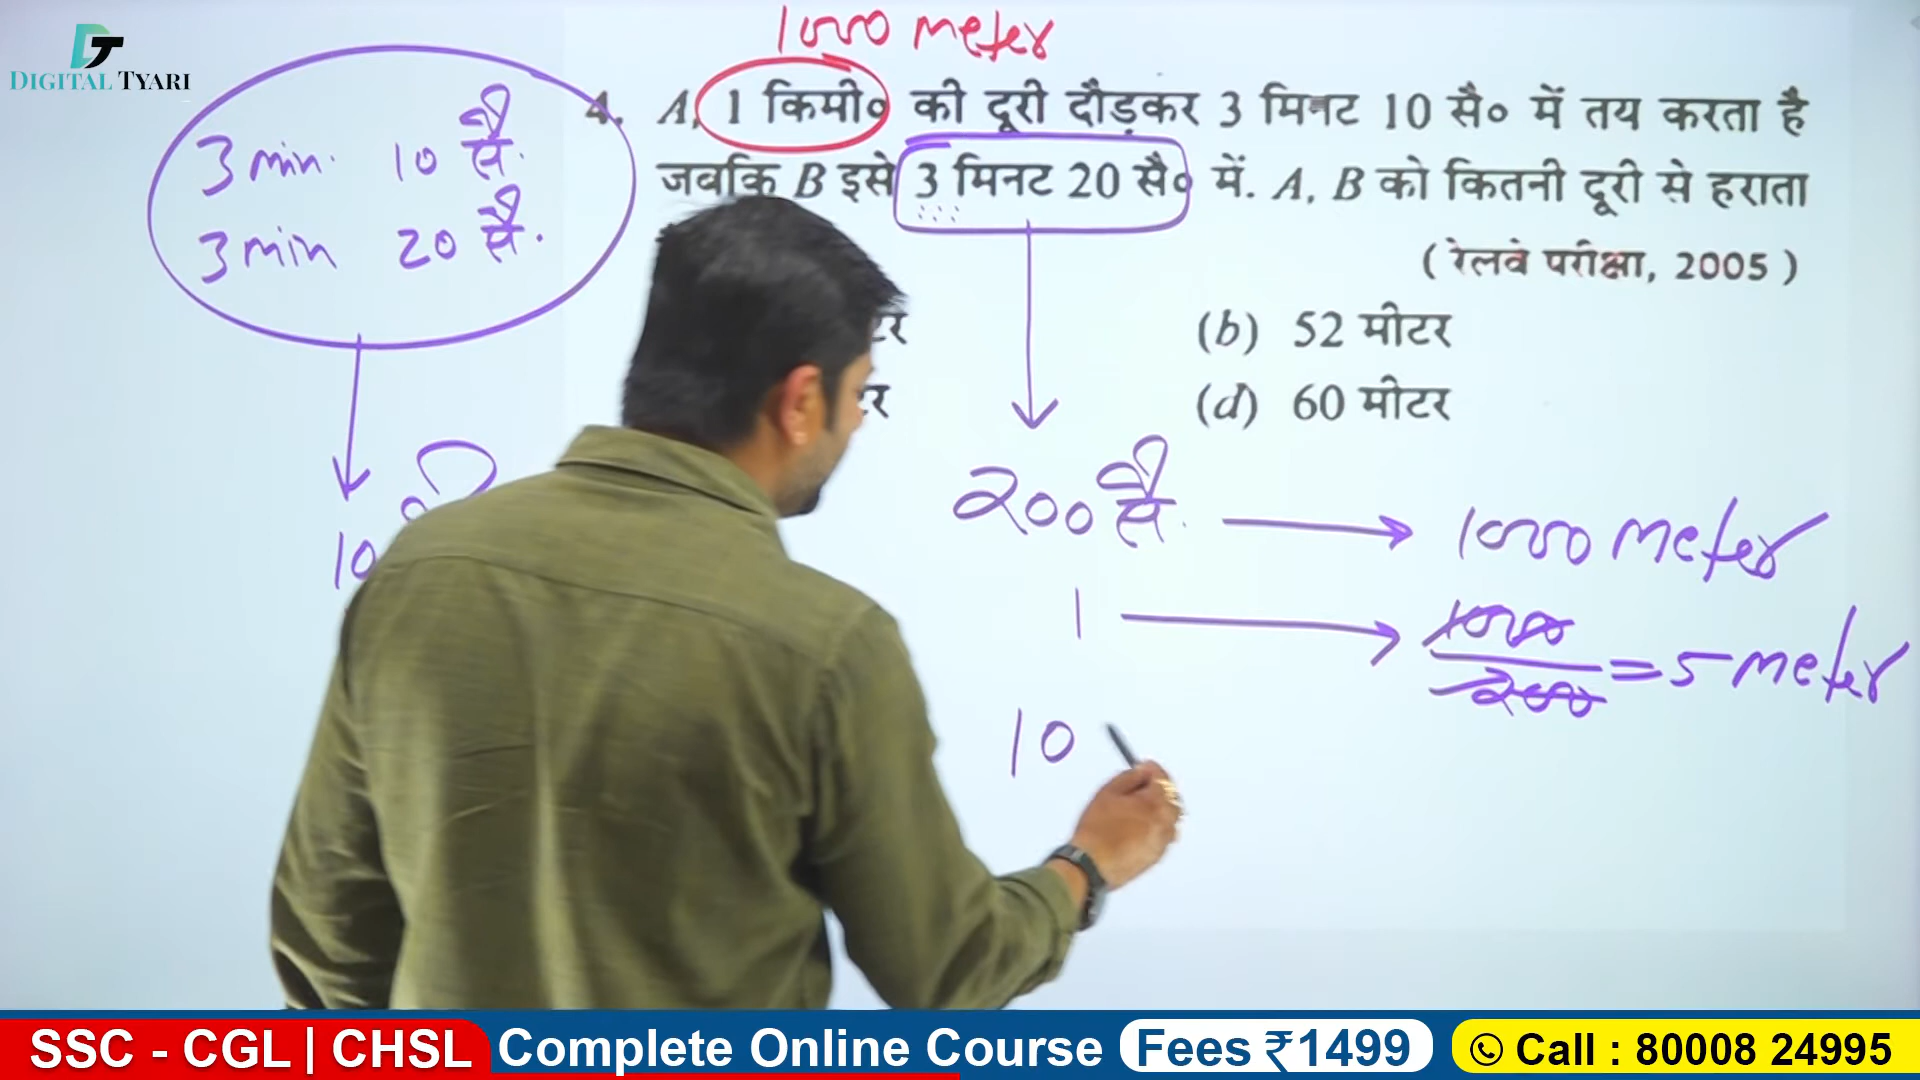 DIGITAL TYARI
1000 meter
4. A, 1 किमी० की दूरी दौड़कर 3 मिनट 10 सै० में तय करता है
जबकि B इसे 3 मिनट 20 सै० में. A, B को कितनी दूरी से हराता
( रेलवे परीक्षा, 2005 )
3 min. 10 सै.
3 min 20 सै.
(b) 52 मीटर
(d) 60 मीटर
10
200 सै. → 1000 meter
1 → 1000/200 = 5 meter
10
SSC - CGL | CHSL Complete Online Course Fees ₹1499 Call : 80008 24995